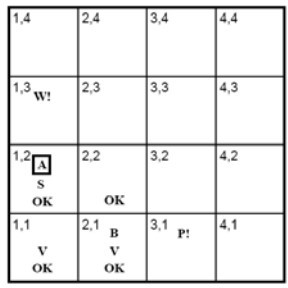 1,4 2,4 3,4 4,4
1,3 W! 2,3 3,3 4,3
1,2 A 2,2 3,2 4,2
S
OK OK
1,1 2,1 B 3,1 P! 4,1
V V
OK OK